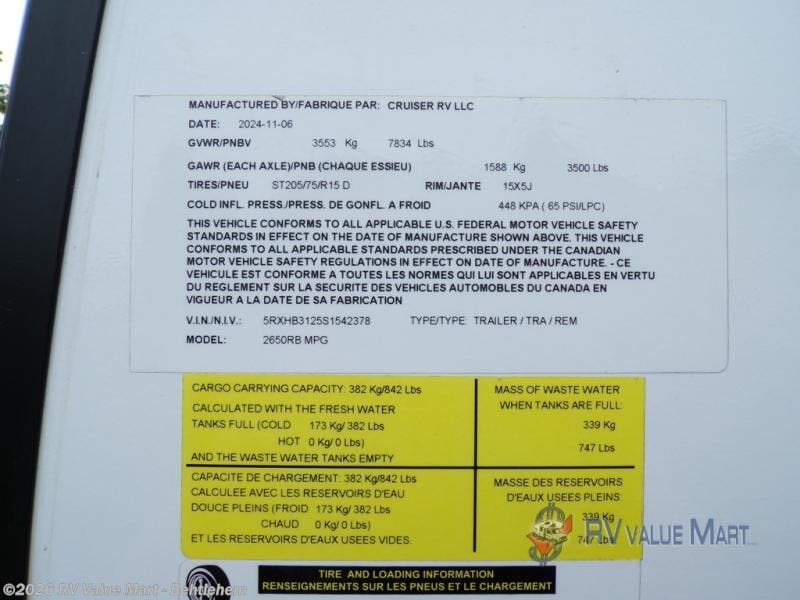 MANUFACTURED BY/FABRIQUE PAR: CRUISER RV LLC
DATE: 2024-11-06
GVWR/PNBV 3553 Kg 7834 Lbs
GAWR (EACH AXLE)/PNB (CHAQUE ESSIEU) 1588 Kg 3500 Lbs
TIRES/PNEU ST205/75/R15 D RIM/JANTE 15X5J
COLD INFL. PRESS./PRESS. DE GONFL. A FROID 448 KPA ( 65 PSI/LPC)
THIS VEHICLE CONFORMS TO ALL APPLICABLE U.S. FEDERAL MOTOR VEHICLE SAFETY
STANDARDS IN EFFECT ON THE DATE OF MANUFACTURE SHOWN ABOVE. THIS VEHICLE
CONFORMS TO ALL APPLICABLE STANDARDS PRESCRIBED UNDER THE CANADIAN
MOTOR VEHICLE SAFETY REGULATIONS IN EFFECT ON DATE OF MANUFACTURE. - CE
VEHICULE EST CONFORME A TOUTES LES NORMES QUI LUI SONT APPLICABLES EN VERTU
DU REGLEMENT SUR LA SECURITE DES VEHICLES AUTOMOBILES DU CANADA EN
VIGUEUR A LA DATE DE SA FABRICATION
V.I.N./N.I.V.: 5RXHB3125S1542378 TYPE/TYPE: TRAILER / TRA / REM
MODEL: 2650RB MPG
CARGO CARRYING CAPACITY: 382 Kg/842 Lbs
CALCULATED WITH THE FRESH WATER
TANKS FULL (COLD 173 Kg/ 382 Lbs
HOT 0 Kg/ 0 Lbs)
AND THE WASTE WATER TANKS EMPTY
MASS OF WASTE WATER
WHEN TANKS ARE FULL:
339 Kg
747 Lbs
CAPACITE DE CHARGEMENT: 382 Kg/842 Lbs
CALCULEE AVEC LES RESERVOIRS D'EAU
DOUCE PLEINS (FROID 173 Kg/ 382 Lbs
CHAUD 0 Kg/ 0 Lbs)
ET LES RESERVOIRS D'EAUX USEES VIDES:
MASSE DES RESERVOIRS
D'EAUX USEES PLEINS:
339 Kg
747 Lbs
RV VALUE MART
TIRE AND LOADING INFORMATION
RENSEIGNEMENTS SUR LES PNEUS ET LE CHARGEMENT
©2026 RV Value Mart - Bethlehem